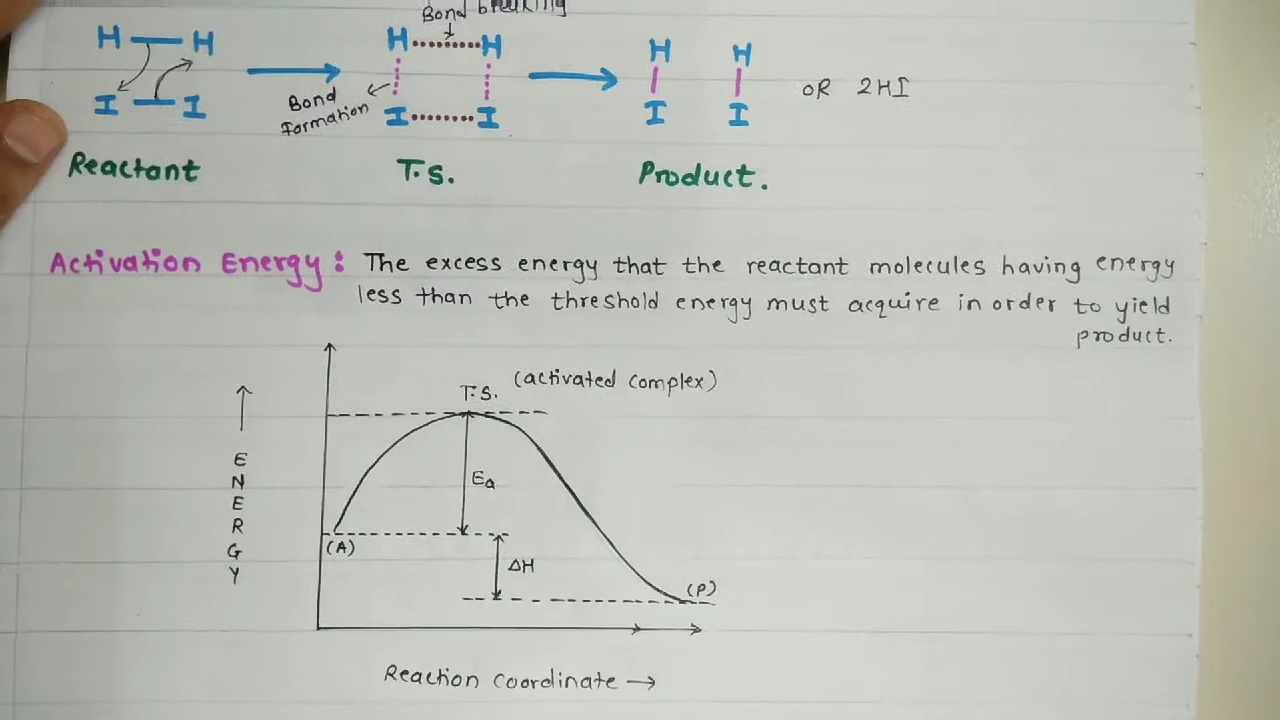 Bond breaking
H H
H H
H H
I I
I I
I I
OR 2HI
Bond
Formation
Reactant
T.S.
Product.
Activation Energy: The excess energy that the reactant molecules having energy
less than the threshold energy must acquire in order to yield
product.
T.S. (activated complex)
ENERGY
Ea
(A)
ΔH
(P)
Reaction coordinate →